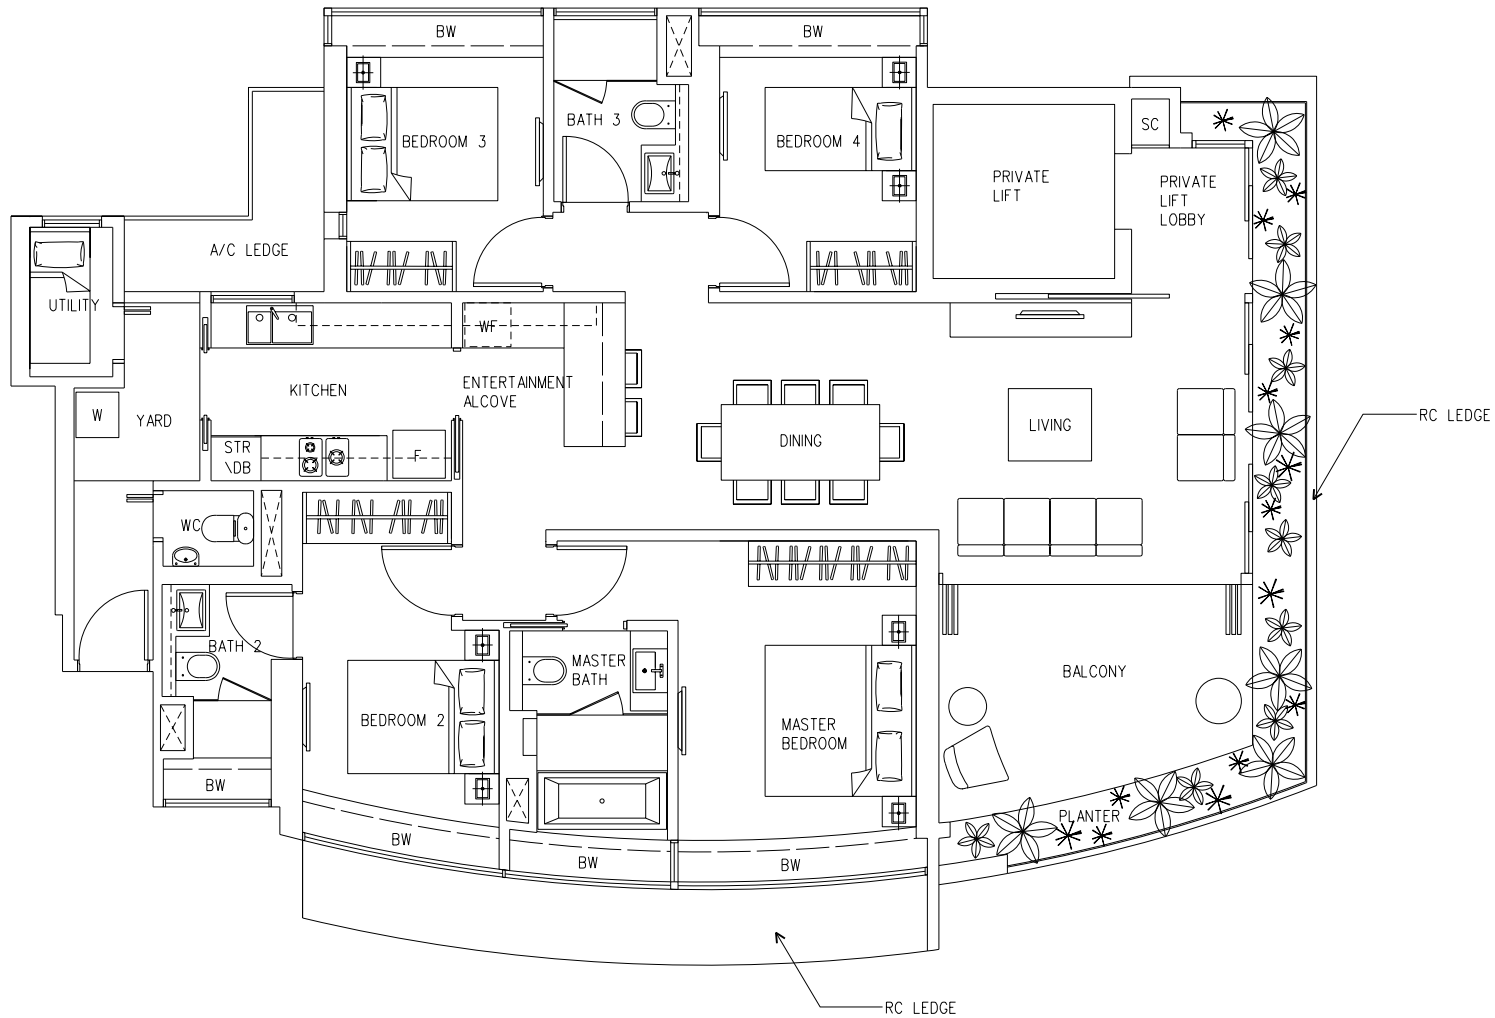 BW
BW
BEDROOM 3
BATH 3
BEDROOM 4
SC
PRIVATE
LIFT
PRIVATE
LIFT
LOBBY
A/C LEDGE
UTILITY
WF
KITCHEN
ENTERTAINMENT
ALCOVE
W
YARD
STR
\DB
F
DINING
LIVING
RC LEDGE
WC
BATH 2
MASTER
BATH
BALCONY
BEDROOM 2
MASTER
BEDROOM
BW
PLANTER
BW
BW
BW
RC LEDGE